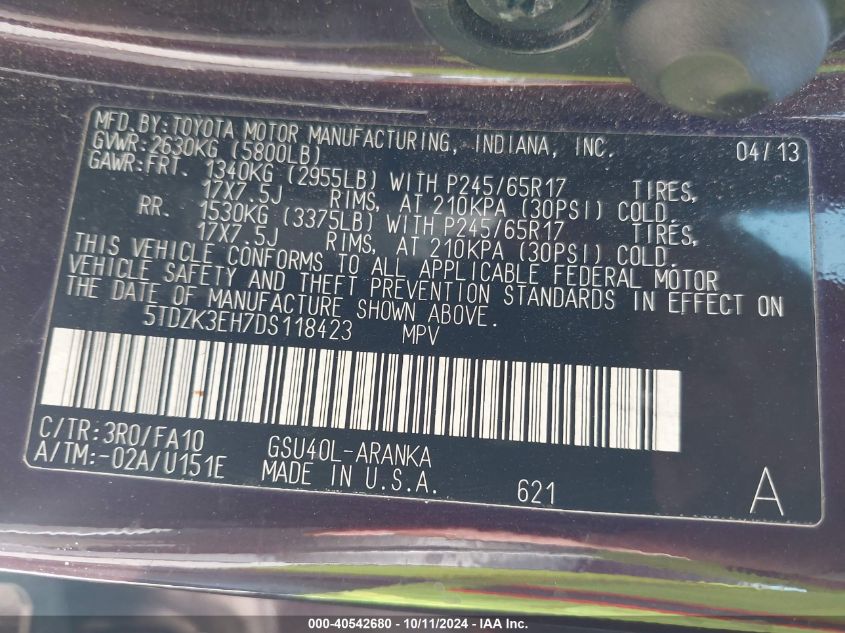 MFD.BY:TOYOTA MOTOR MANUFACTURING, INDIANA, INC. 04/13
GVWR:2630KG (5800LB)
GAWR:FRT. 1340KG (2955LB) WITH P245/65R17 TIRES,
17X7.5J RIMS, AT 210KPA (30PSI) COLD.
RR. 1530KG (3375LB) WITH P245/65R17 TIRES,
17X7.5J RIMS, AT 210KPA (30PSI) COLD.
THIS VEHICLE CONFORMS TO ALL APPLICABLE FEDERAL MOTOR
VEHICLE SAFETY AND THEFT PREVENTION STANDARDS IN EFFECT ON
THE DATE OF MANUFACTURE SHOWN ABOVE.
5TDZK3EH7DS118423 MPV
C/TR:3R0/FA10 GSU40L-ARANKA
A/TM:-02A/U151E MADE IN U.S.A. 621 A
000-40542680 - 10/11/2024 - IAA Inc.